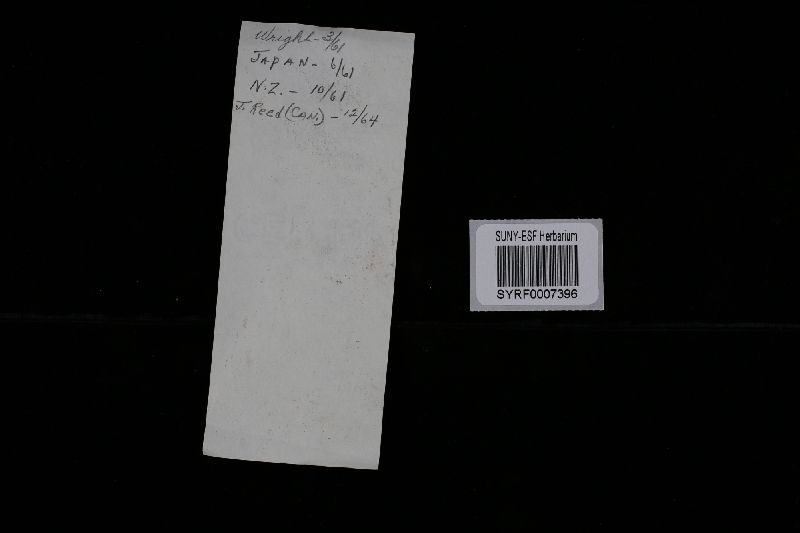 Wright - 3/61
JAPAN - 6/61
N.Z. - 10/61
J. Reed (CAN.) - 12/64
SUNY-ESF Herbarium
SYRF0007396